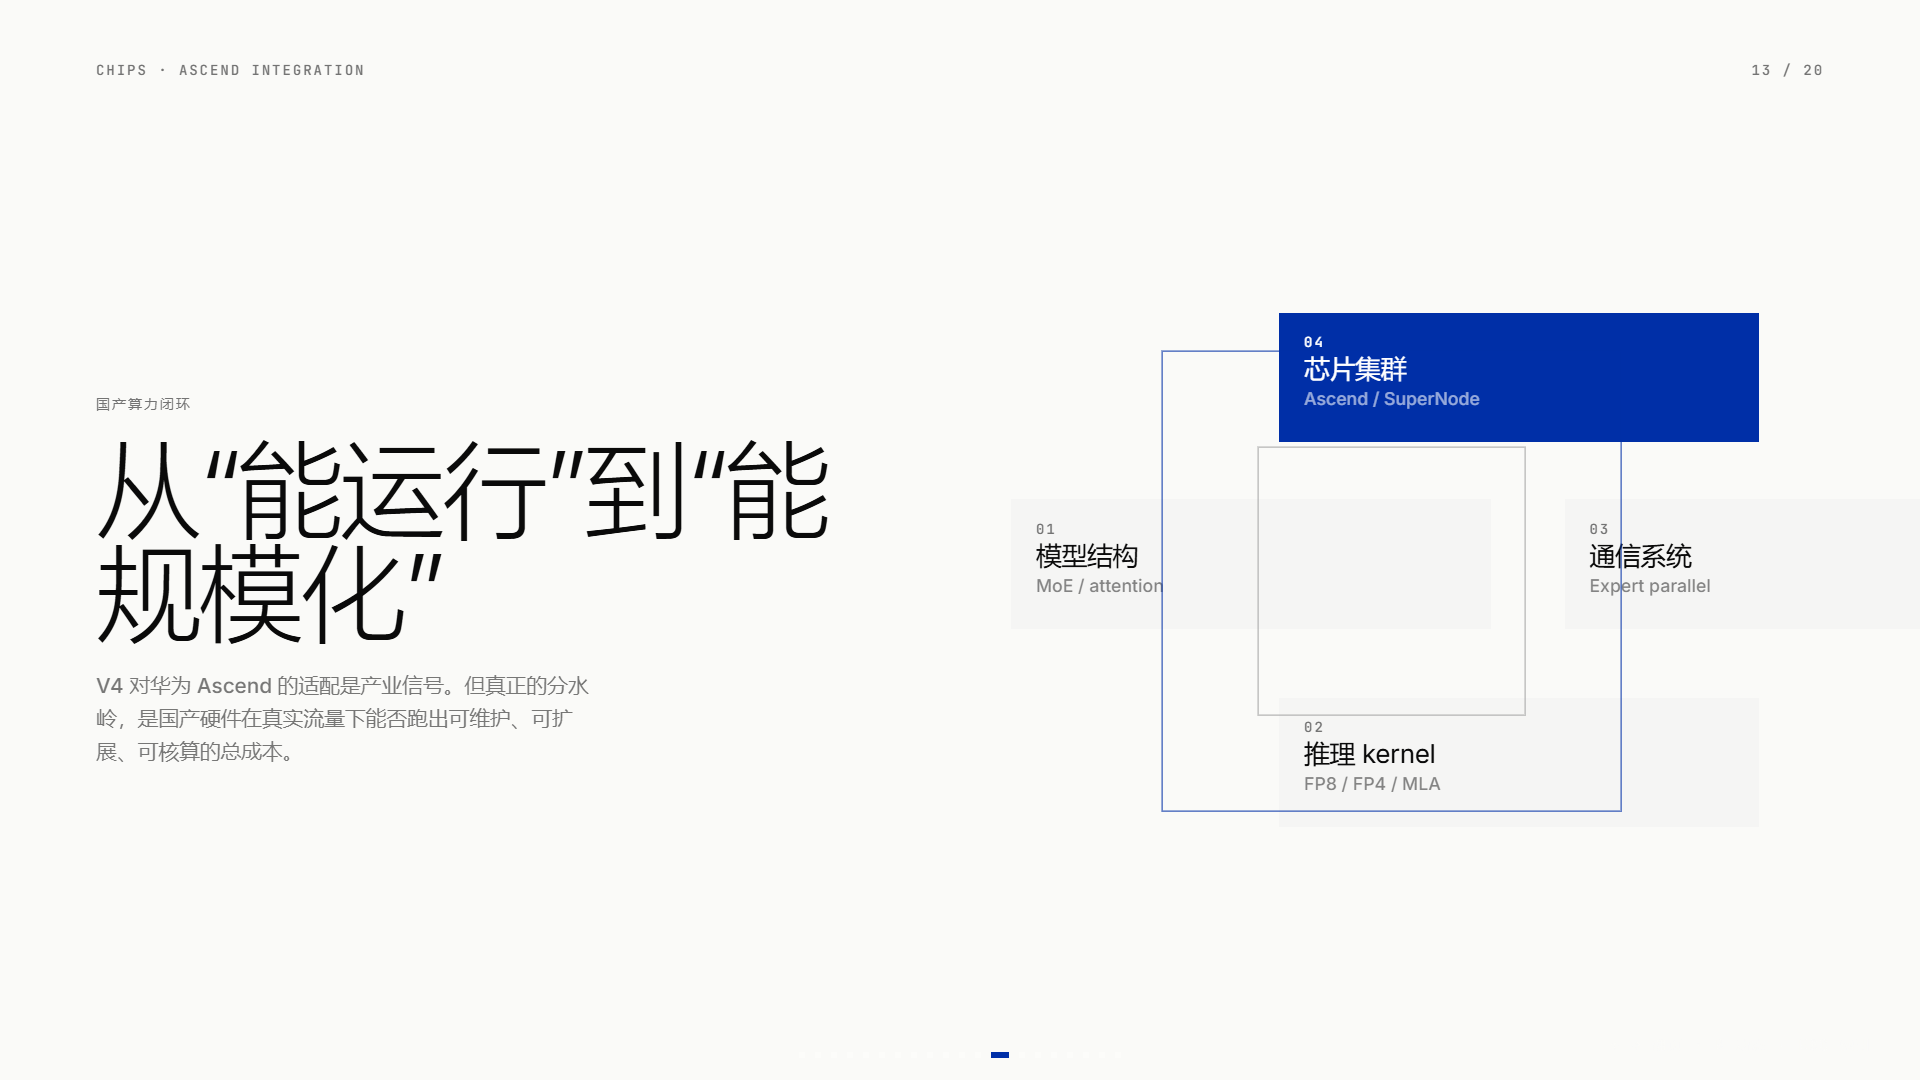 CHIPS · ASCEND INTEGRATION
13 / 20
国产算力闭环
从“能运行”到“能
规模化”
V4 对华为 Ascend 的适配是产业信号。但真正的分水
岭，是国产硬件在真实流量下能否跑出可维护、可扩
展、可核算的总成本。
04
芯片集群
Ascend / SuperNode
01
模型结构
MoE / attention
03
通信系统
Expert parallel
02
推理 kernel
FP8 / FP4 / MLA